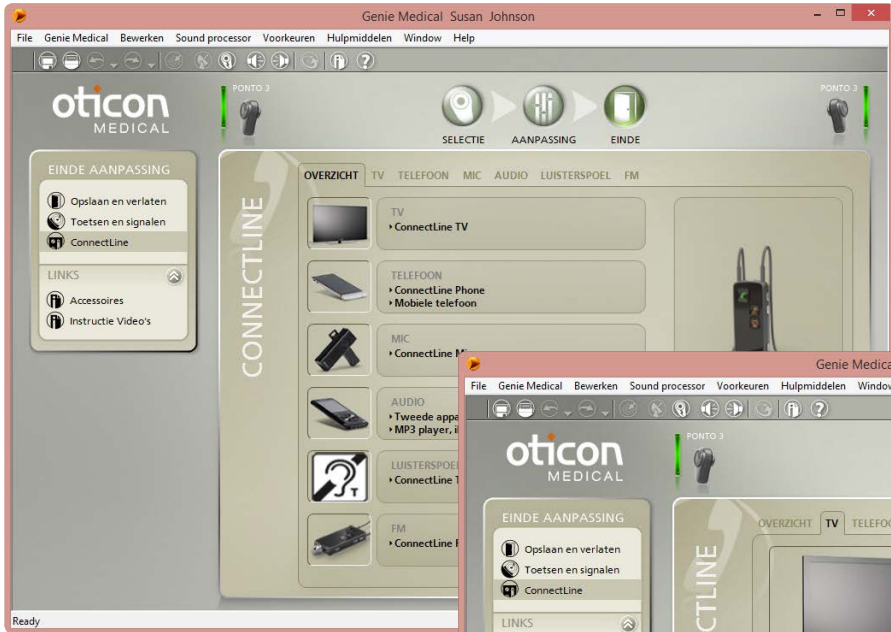 Genie Medical Susan Johnson
File Genie Medical Bewerken Sound processor Voorkeuren Hulpmiddelen Window Help
PONTO 3
PONTO 3
oticon
MEDICAL
SELECTIE AANPASSING EINDE
EINDE AANPASSING
Opslaan en verlaten
Toetsen en signalen
ConnectLine
LINKS
Accessoires
Instructie Video's
CONNECTLINE
OVERZICHT TV TELEFOON MIC AUDIO LUISTERSPOEL FM
TV
ConnectLine TV
TELEFOON
ConnectLine Phone
Mobiele telefoon
MIC
ConnectLine
AUDIO
Tweede
MP3 player,
T
ConnectLine
FM
ConnectLine
Ready
Genie
File Genie Medical Bewerken Sound processor Voorkeuren Hulpmiddelen
PONTO 3
oticon
MEDICAL
EINDE AANPASSING
Opslaan en verlaten
Toetsen en signalen
ConnectLine
LINKS
OVERZICHT TV